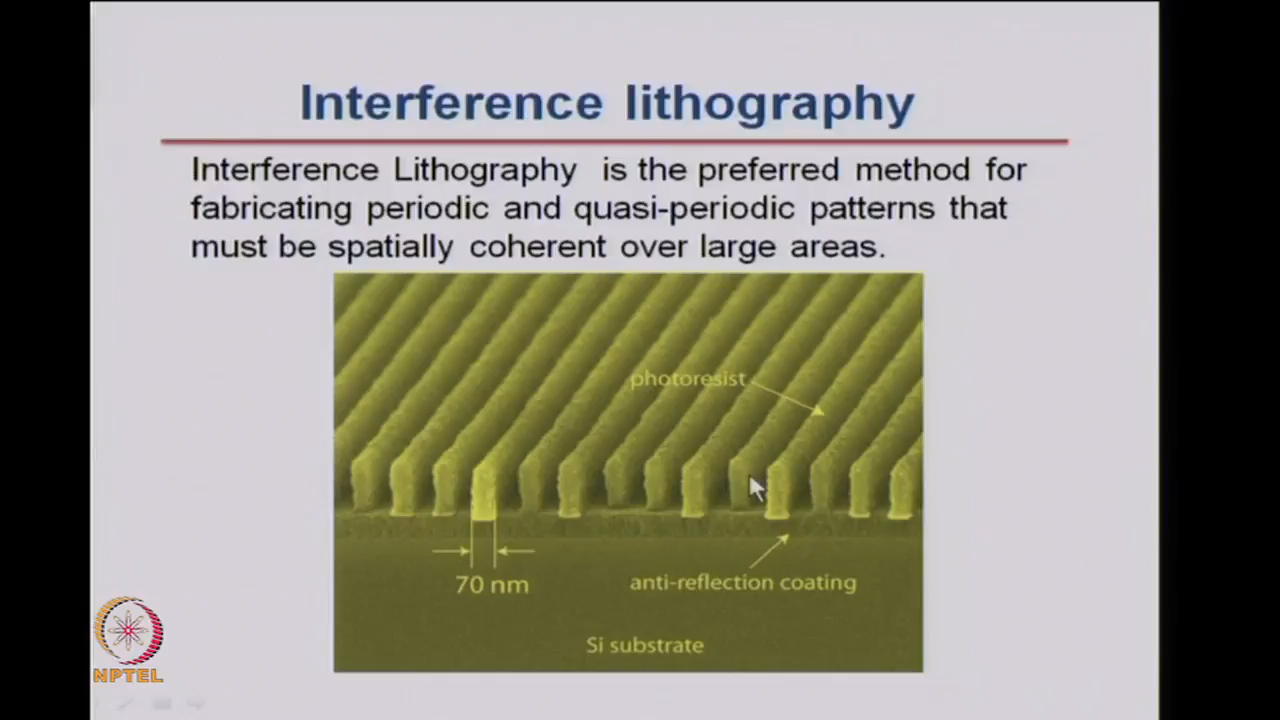 Interference lithography
Interference Lithography is the preferred method for
fabricating periodic and quasi-periodic patterns that
must be spatially coherent over large areas.
photoresist
70 nm
anti-reflection coating
Si substrate
NPTEL